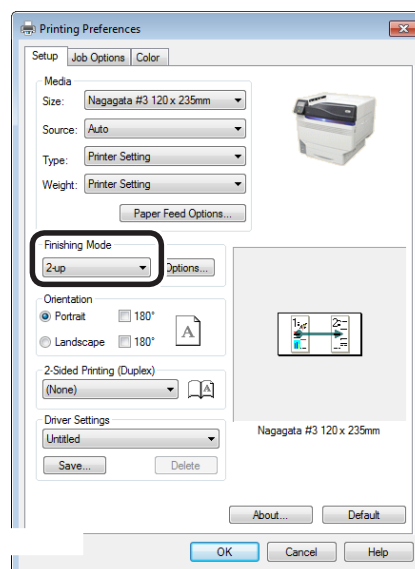 Printing Preferences
Setup Job Options Color
Media
Size: Nagagata #3 120 x 235mm
Source: Auto
Type: Printer Setting
Weight: Printer Setting
Paper Feed Options...
Finishing Mode
2-up Options...
Orientation
Portrait 180°
Landscape 180°
A
2-Sided Printing (Duplex)
(None)
A
1 2
Driver Settings
Untitled
Nagagata #3 120 x 235mm
Save... Delete
About... Default
OK Cancel Help